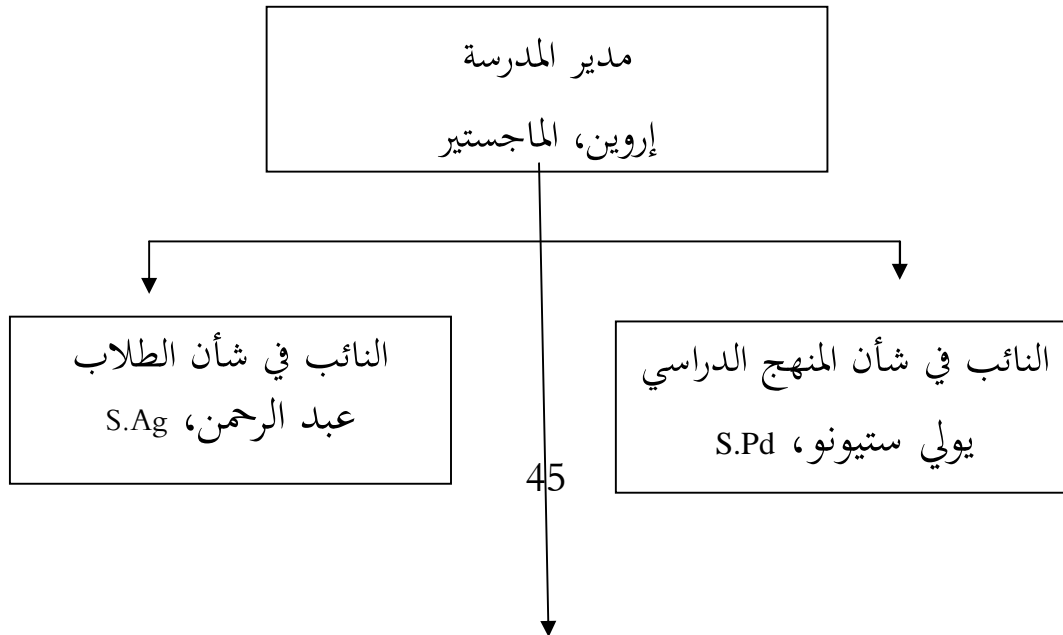 مدير المدرسة
إروين، الماجستير
النائب في شأن المنهج الدراسي
يولي ستيونو، S.Pd
النائب في شأن الطلاب
عبد الرحمن، S.Ag
45